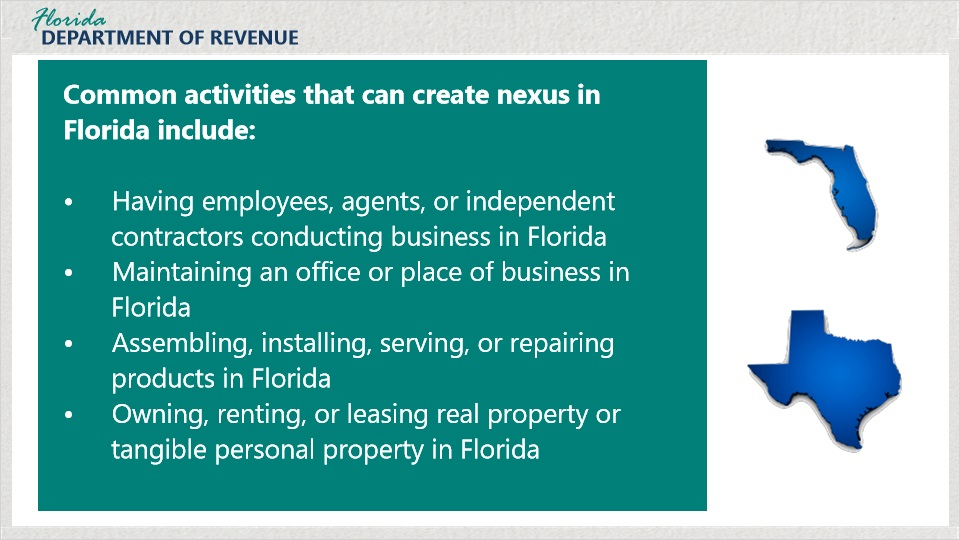 Florida
DEPARTMENT OF REVENUE
Common activities that can create nexus in
Florida include:
• Having employees, agents, or independent
contractors conducting business in Florida
• Maintaining an office or place of business in
Florida
• Assembling, installing, serving, or repairing
products in Florida
• Owning, renting, or leasing real property or
tangible personal property in Florida